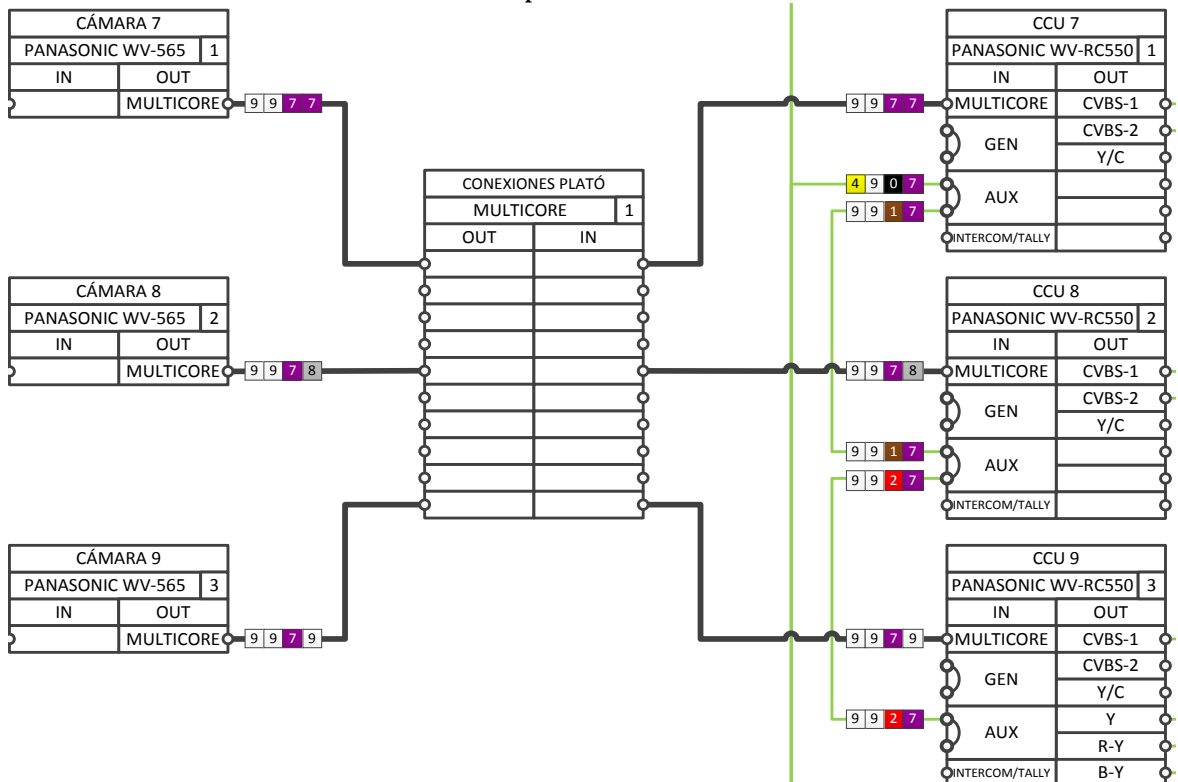 CÁMARA 7
PANASONIC WV-565 1
IN OUT
MULTICORE
9 9 7 7
CÁMARA 8
PANASONIC WV-565 2
IN OUT
MULTICORE
9 9 7 8
CÁMARA 9
PANASONIC WV-565 3
IN OUT
MULTICORE
9 9 7 9
CONEXIONES PLATÓ
MULTICORE 1
OUT IN
CCU 7
PANASONIC WV-RC550 1
IN OUT
9 9 7 7
MULTICORE CVBS-1
GEN CVBS-2
Y/C
4 9 0 7
AUX
9 9 1 7
INTERCOM/TALLY
CCU 8
PANASONIC WV-RC550 2
IN OUT
9 9 7 8
MULTICORE CVBS-1
GEN CVBS-2
Y/C
9 9 1 7
AUX
9 9 2 7
INTERCOM/TALLY
CCU 9
PANASONIC WV-RC550 3
IN OUT
9 9 7 9
MULTICORE CVBS-1
GEN CVBS-2
Y/C
9 9 2 7
AUX Y
R-Y
INTERCOM/TALLY B-Y